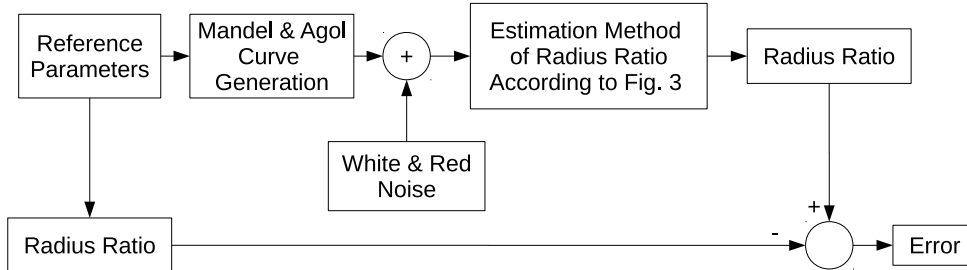 Reference
Parameters
Mandel & Agol
Curve
Generation
+
Estimation Method
of Radius Ratio
According to Fig. 3
Radius Ratio
White & Red
Noise
+
Radius Ratio
-
Error